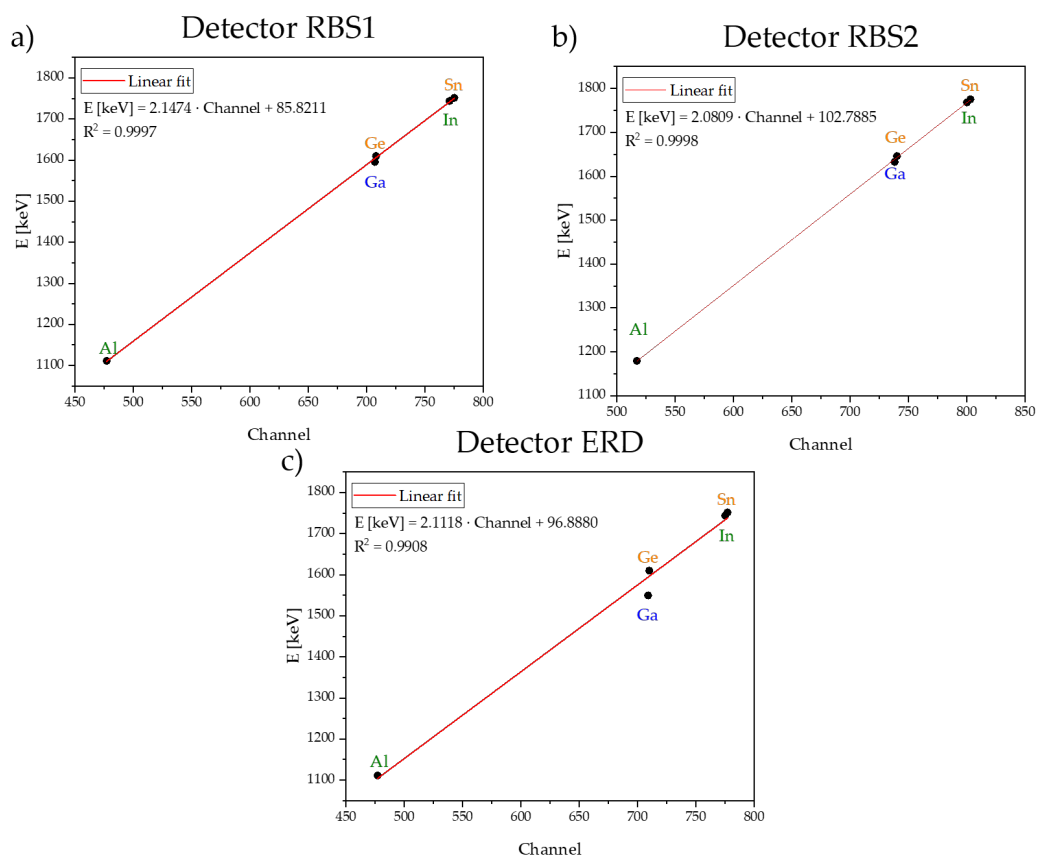 Detector RBS1
a)
Linear fit
E [keV] = 2.1474 · Channel + 85.8211
R² = 0.9997
Sn
In
Ge
Ga
Al
1800
1700
1600
1500
1400
1300
1200
1100
E [keV]
450 500 550 600 650 700 750 800
Channel
Detector RBS2
b)
Linear fit
E [keV] = 2.0809 · Channel + 102.7885
R² = 0.9998
Sn
In
Ge
Ga
Al
1800
1700
1600
1500
1400
1300
1200
1100
E [keV]
500 550 600 650 700 750 800 850
Channel
Detector ERD
c)
Linear fit
E [keV] = 2.1118 · Channel + 96.8880
R² = 0.9908
Sn
In
Ge
Ga
Al
1800
1700
1600
1500
1400
1300
1200
1100
E [keV]
450 500 550 600 650 700 750 800
Channel